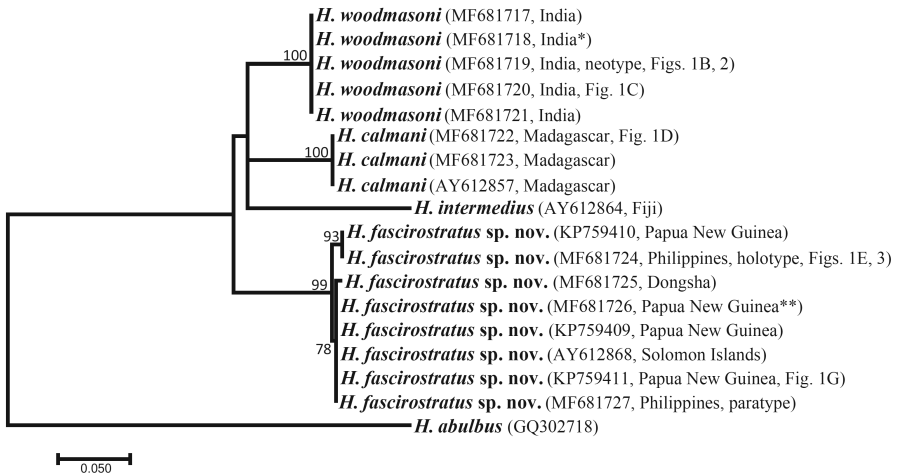 H. woodmasoni (MF681717, India)
H. woodmasoni (MF681718, India*)
100
H. woodmasoni (MF681719, India, neotype, Figs. 1B, 2)
H. woodmasoni (MF681720, India, Fig. 1C)
H. woodmasoni (MF681721, India)
H. calmani (MF681722, Madagascar, Fig. 1D)
100
H. calmani (MF681723, Madagascar)
H. calmani (AY612857, Madagascar)
H. intermedius (AY612864, Fiji)
H. fascirostratus sp. nov. (KP759410, Papua New Guinea)
93
H. fascirostratus sp. nov. (MF681724, Philippines, holotype, Figs. 1E, 3)
H. fascirostratus sp. nov. (MF681725, Dongsha)
99
H. fascirostratus sp. nov. (MF681726, Papua New Guinea**)
H. fascirostratus sp. nov. (KP759409, Papua New Guinea)
78
H. fascirostratus sp. nov. (AY612868, Solomon Islands)
H. fascirostratus sp. nov. (KP759411, Papua New Guinea, Fig. 1G)
H. fascirostratus sp. nov. (MF681727, Philippines, paratype)
H. abulbus (GQ302718)
0.050